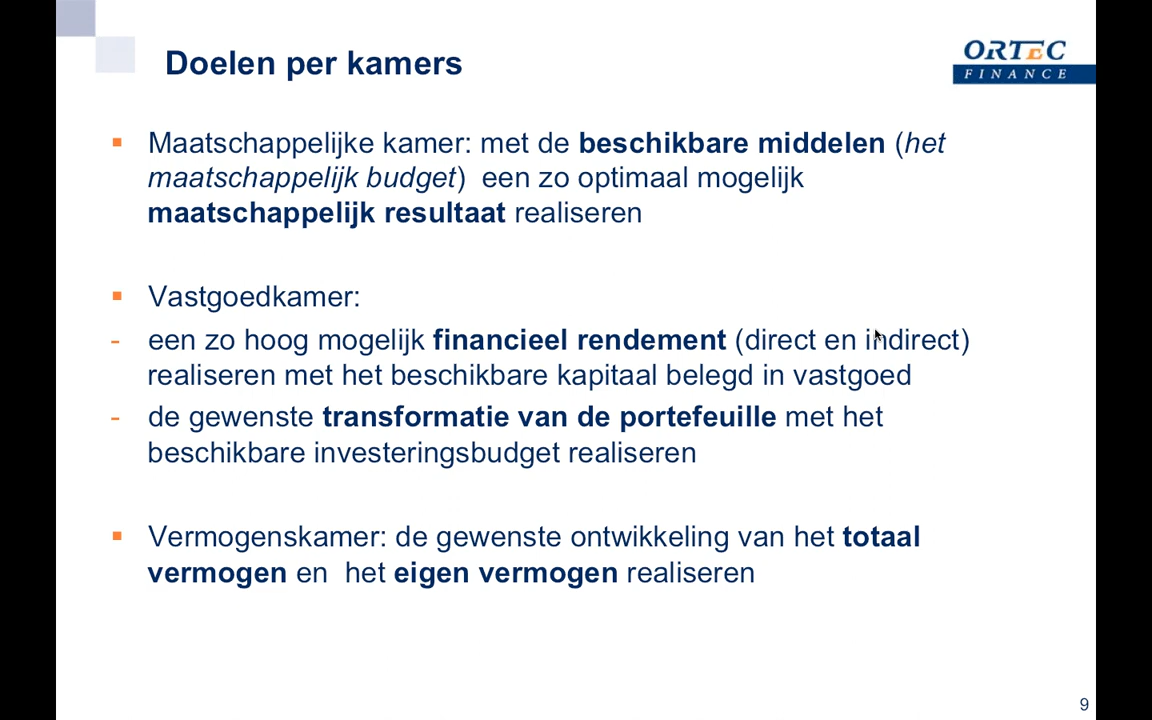 Doelen per kamers
ORTEC
FINANCE
Maatschappelijke kamer: met de beschikbare middelen (het
maatschappelijk budget) een zo optimaal mogelijk
maatschappelijk resultaat realiseren
Vastgoedkamer:
- een zo hoog mogelijk financieel rendement (direct en indirect)
realiseren met het beschikbare kapitaal belegd in vastgoed
- de gewenste transformatie van de portefeuille met het
beschikbare investeringsbudget realiseren
Vermogenskamer: de gewenste ontwikkeling van het totaal
vermogen en het eigen vermogen realiseren
9